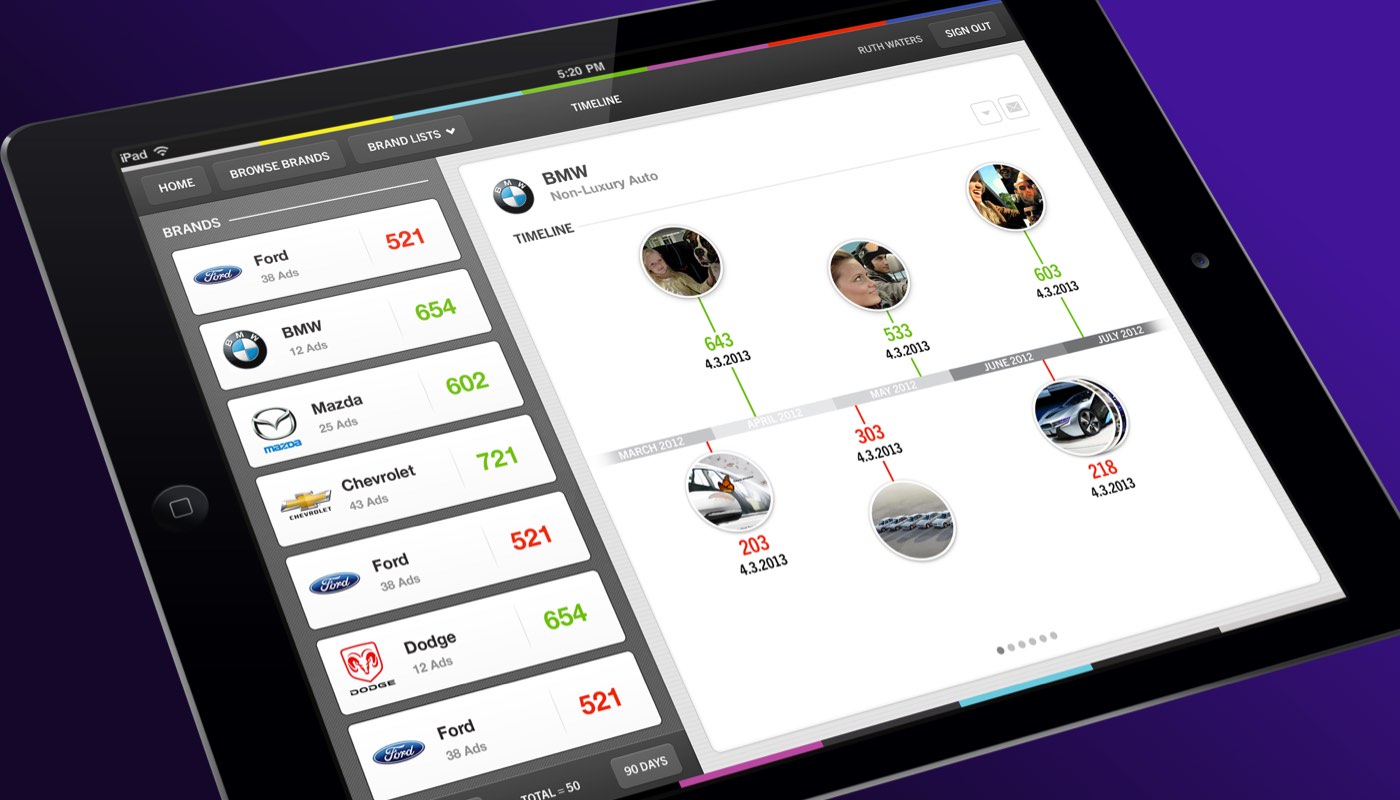 iPad
5:20 PM
HOME
BROWSE BRANDS
BRAND LISTS
TIMELINE
RUTH WATERS
SIGN OUT
BRANDS
Ford
Ford
38 Ads
521
BMW
BMW
12 Ads
654
mazda
Mazda
25 Ads
602
CHEVROLET
Chevrolet
43 Ads
721
Ford
Ford
38 Ads
521
DODGE
Dodge
12 Ads
654
Ford
Ford
38 Ads
521
TOTAL = 50
90 DAYS
BMW
BMW
Non-Luxury Auto
TIMELINE
643
4.3.2013
533
4.3.2013
603
4.3.2013
MARCH 2012
APRIL 2012
MAY 2012
JUNE 2012
JULY 2012
203
4.3.2013
303
4.3.2013
218
4.3.2013